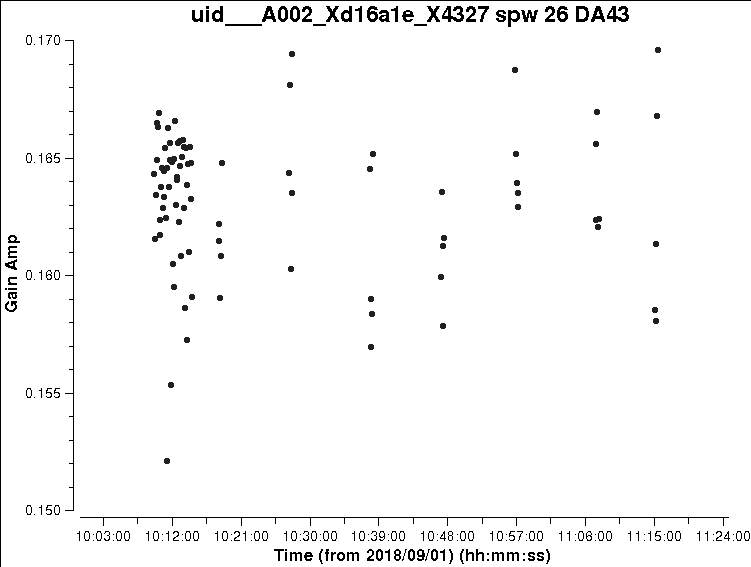 uid___A002_Xd16a1e_X4327 spw 26 DA43
0.170
0.165
0.160
0.155
0.150
Gain Amp
10:03:00 10:12:00 10:21:00 10:30:00 10:39:00 10:48:00 10:57:00 11:06:00 11:15:00 11:24:00
Time (from 2018/09/01) (hh:mm:ss)